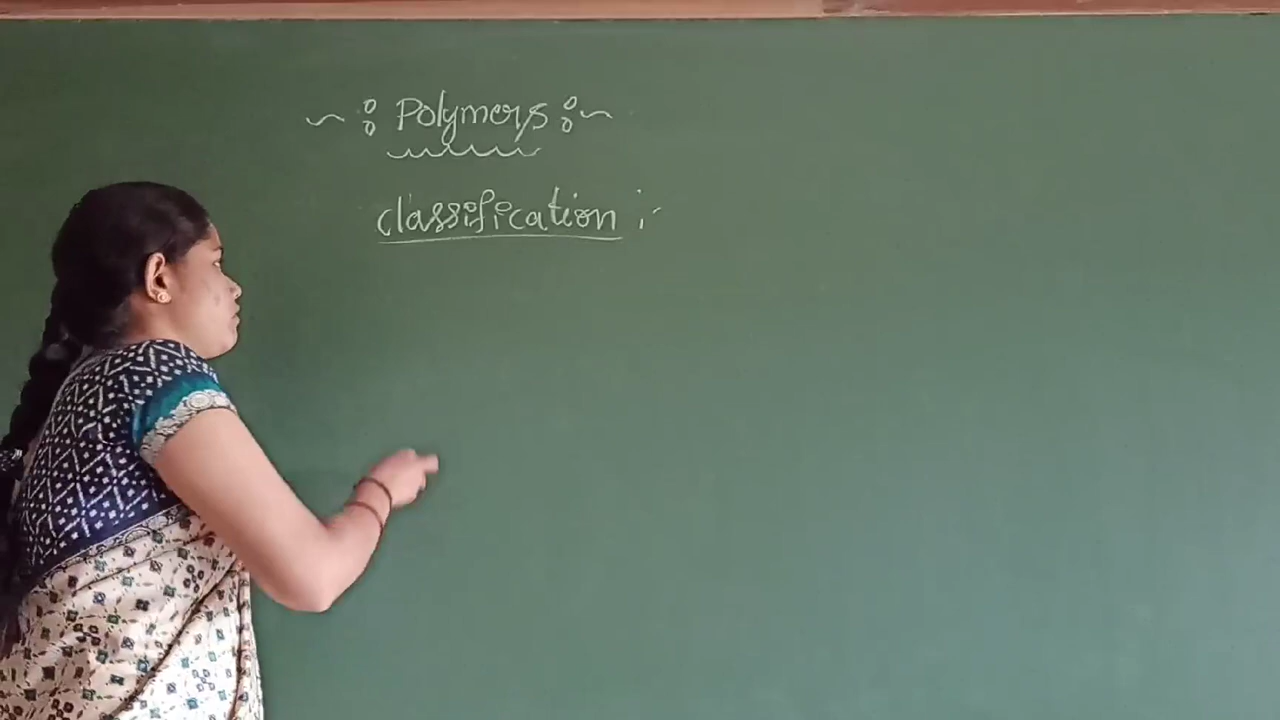 ~ : Polymers : ~
classification :-